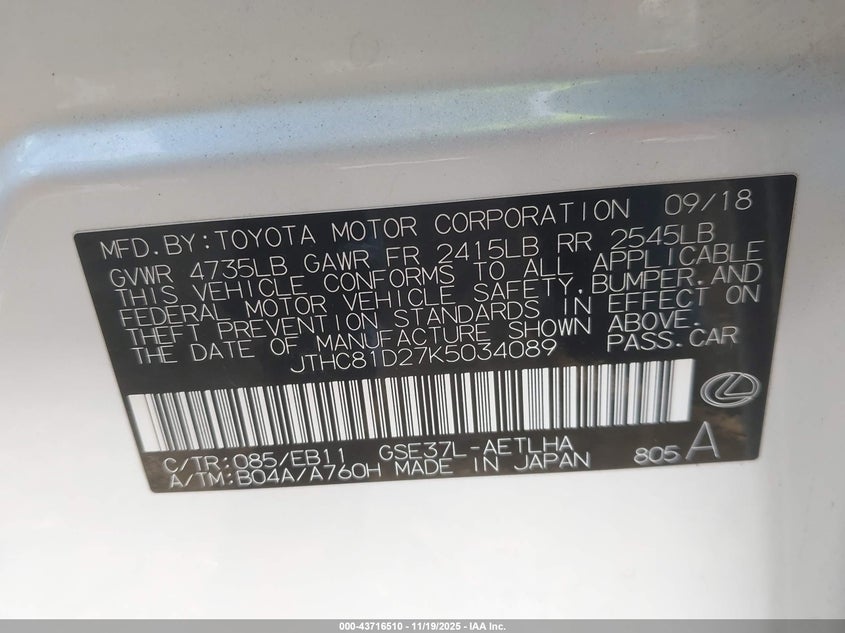 MFD.BY:TOYOTA MOTOR CORPORATION 09/18
GVWR 4735LB GAWR FR 2415LB RR 2545LB
THIS VEHICLE CONFORMS TO ALL APPLICABLE
FEDERAL MOTOR VEHICLE SAFETY,BUMPER,AND
THEFT PREVENTION STANDARDS IN EFFECT ON
THE DATE OF MANUFACTURE SHOWN ABOVE.
JTHC81D27K5034089 PASS.CAR
C/TR:085/EB11 GSE37L-AETLHA
A/TM:B04A/A760H MADE IN JAPAN 805 A
000-43716510 - 11/19/2025 - IAA Inc.